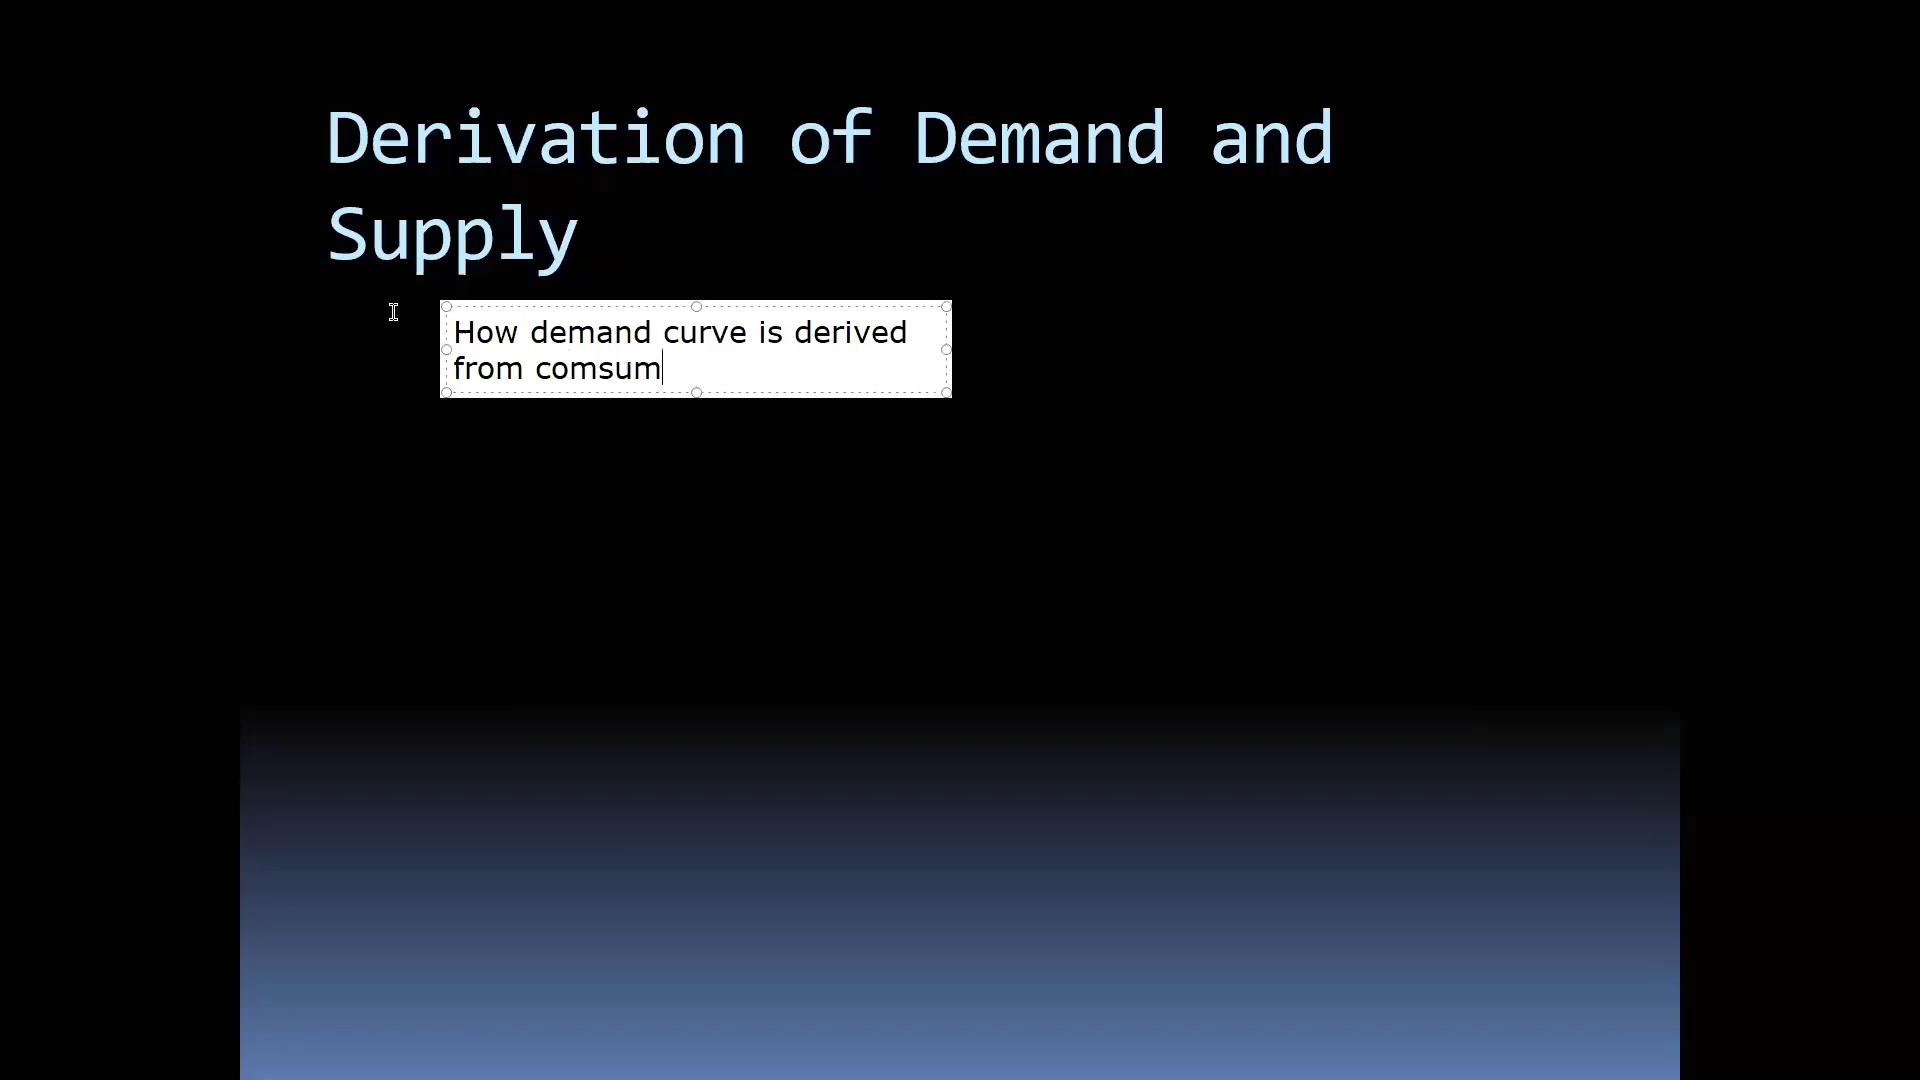 Derivation of Demand and
Supply
How demand curve is derived
from comsum